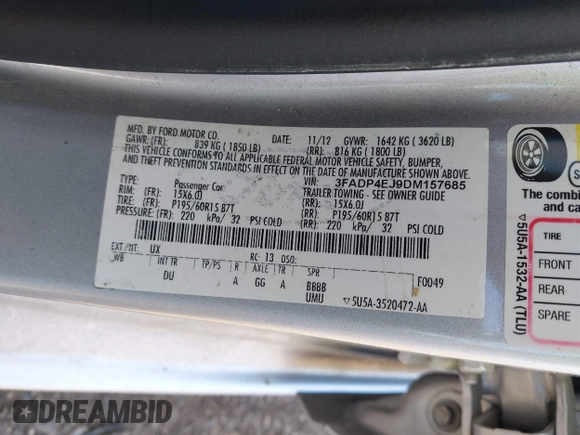 MFD. BY FORD MOTOR CO.
DATE: 11/12 GVWR: 1642 KG ( 3620 LB)
GAWR: (FR): 839 KG ( 1850 LB) (RR): 816 KG ( 1800 LB)
THIS VEHICLE CONFORMS TO ALL APPLICABLE FEDERAL MOTOR VEHICLE SAFETY, BUMPER,
AND THEFT PREVENTION STANDARDS IN EFFECT ON THE DATE OF MANUFACTURE SHOWN ABOVE.
VIN: 3FADP4EJ9DM157685
TYPE: Passenger Car TRAILER TOWING - SEE OWNER GUIDE
RIM: (FR): 15X6.0J (RR): 15X6.0J
TIRE: (FR): P195/60R15 87T (RR): P195/60R15 87T
PRESSURE: (FR): 220 kPa/ 32 PSI COLD (RR): 220 kPa/ 32 PSI COLD
EXT PNT: UX RC: 13 DSO:
WB INT TR TP/PS R AXLE TR SPR F0049
DU A GG A BBBB
UMU ▽5U5A-3520472-AA
The combin
and ca
TIRE
FRONT
REAR
SPARE
▽5U5A-1532-AA (TLU)
DREAMBID